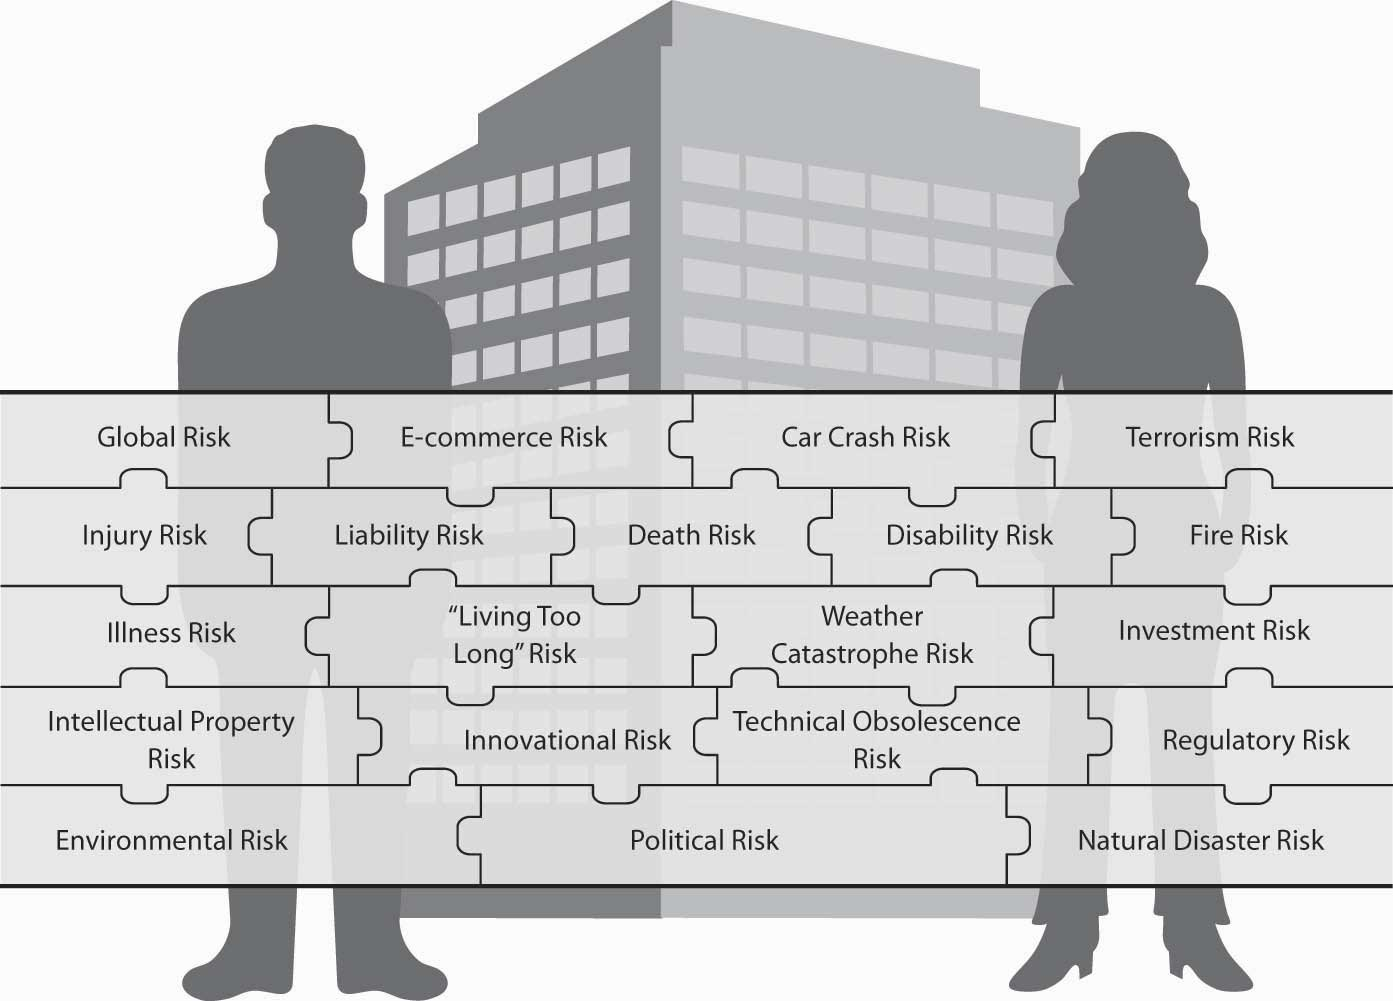 Global Risk
E-commerce Risk
Car Crash Risk
Terrorism Risk
Injury Risk
Liability Risk
Death Risk
Disability Risk
Fire Risk
Illness Risk
“Living Too
Long” Risk
Weather
Catastrophe Risk
Investment Risk
Intellectual Property
Risk
Innovational Risk
Technical Obsolescence
Risk
Regulatory Risk
Environmental Risk
Political Risk
Natural Disaster Risk